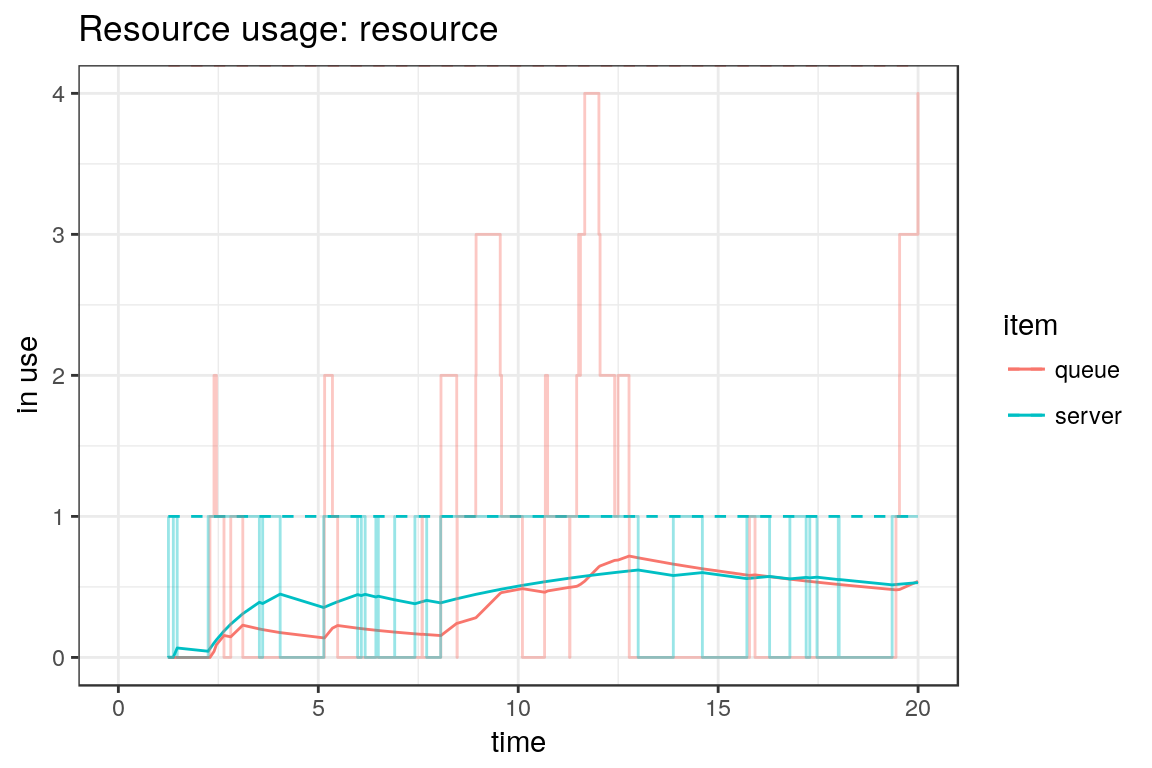 Resource usage: resource
4
3
2
1
0
in use
0 5 10 15 20
time
item
queue
server